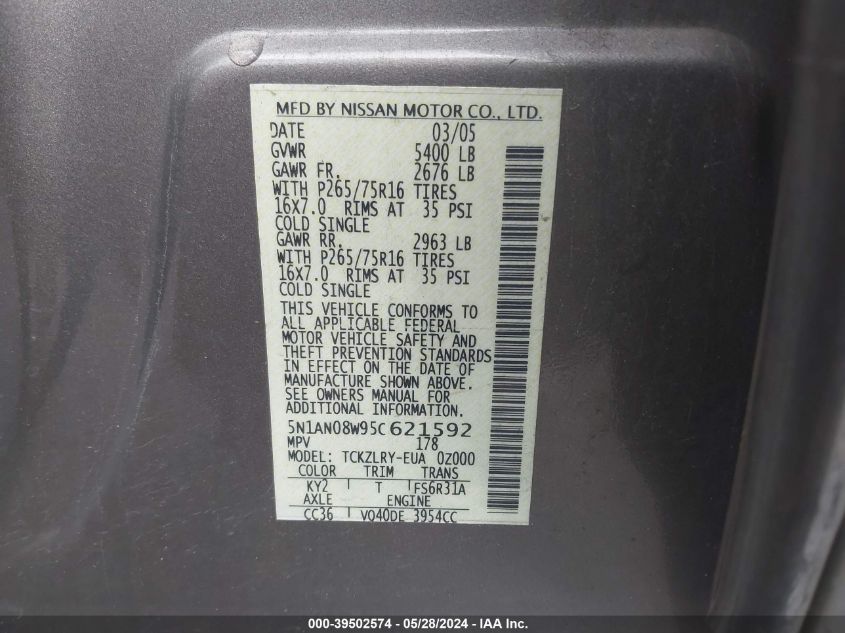 MFD BY NISSAN MOTOR CO., LTD.
DATE 03/05
GVWR 5400 LB
GAWR FR. 2676 LB
WITH P265/75R16 TIRES
16X7.0 RIMS AT 35 PSI
COLD SINGLE
GAWR RR. 2963 LB
WITH P265/75R16 TIRES
16X7.0 RIMS AT 35 PSI
COLD SINGLE
THIS VEHICLE CONFORMS TO
ALL APPLICABLE FEDERAL
MOTOR VEHICLE SAFETY AND
THEFT PREVENTION STANDARDS
IN EFFECT ON THE DATE OF
MANUFACTURE SHOWN ABOVE.
SEE OWNERS MANUAL FOR
ADDITIONAL INFORMATION.
5N1AN08W95C621592
MPV 178
MODEL: TCKZLRY-EUA 0Z000
COLOR TRIM TRANS
KY2 T FS6R31A
AXLE ENGINE
CC36 VQ40DE 3954CC
000-39502574 - 05/28/2024 - IAA Inc.